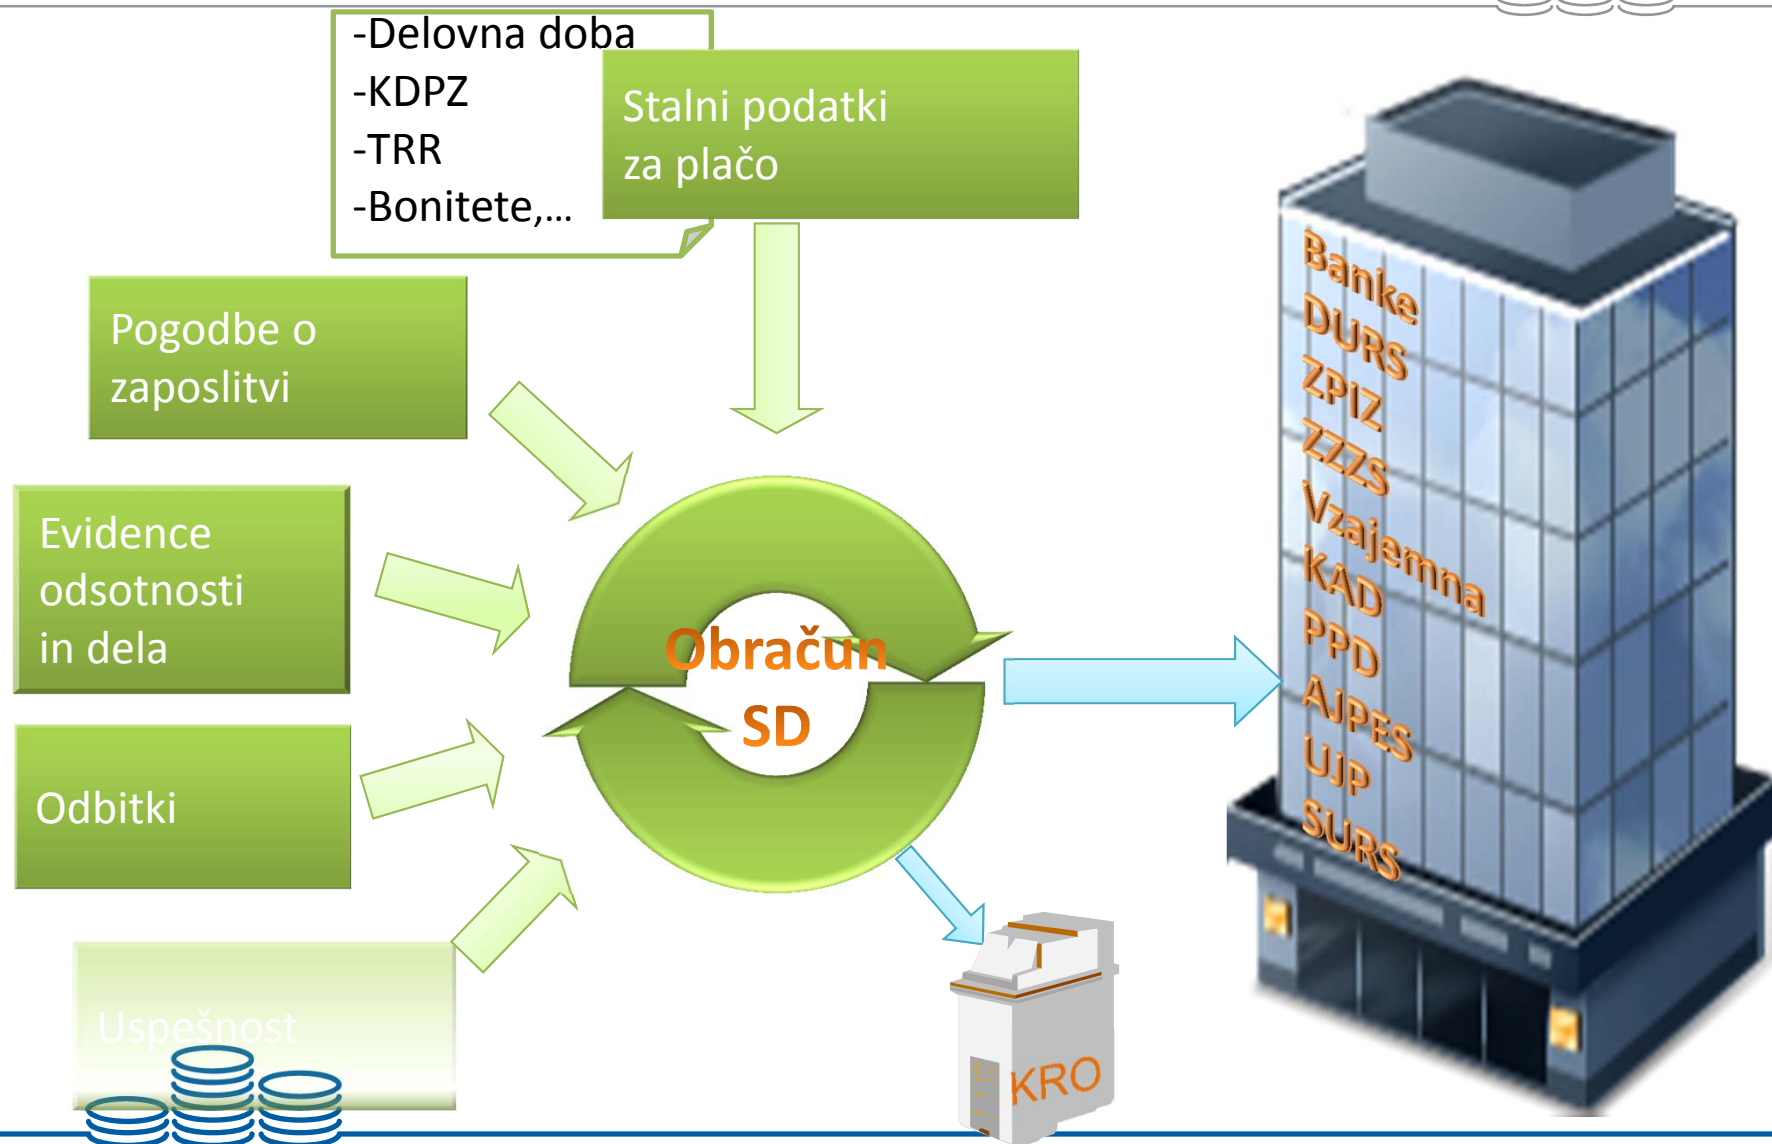 -Delovna doba
-KDPZ
-TRR
-Bonitete,...
Stalni podatki
za plačo
Pogodbe o
zaposlitvi
Evidence
odsotnosti
in dela
Odbitki
Uspešnost
Obračun
SD
KRO
Banke
DURS
ZPIZ
ZZZS
Vzajemna
KAD
PPD
AJPES
UJP
SURS